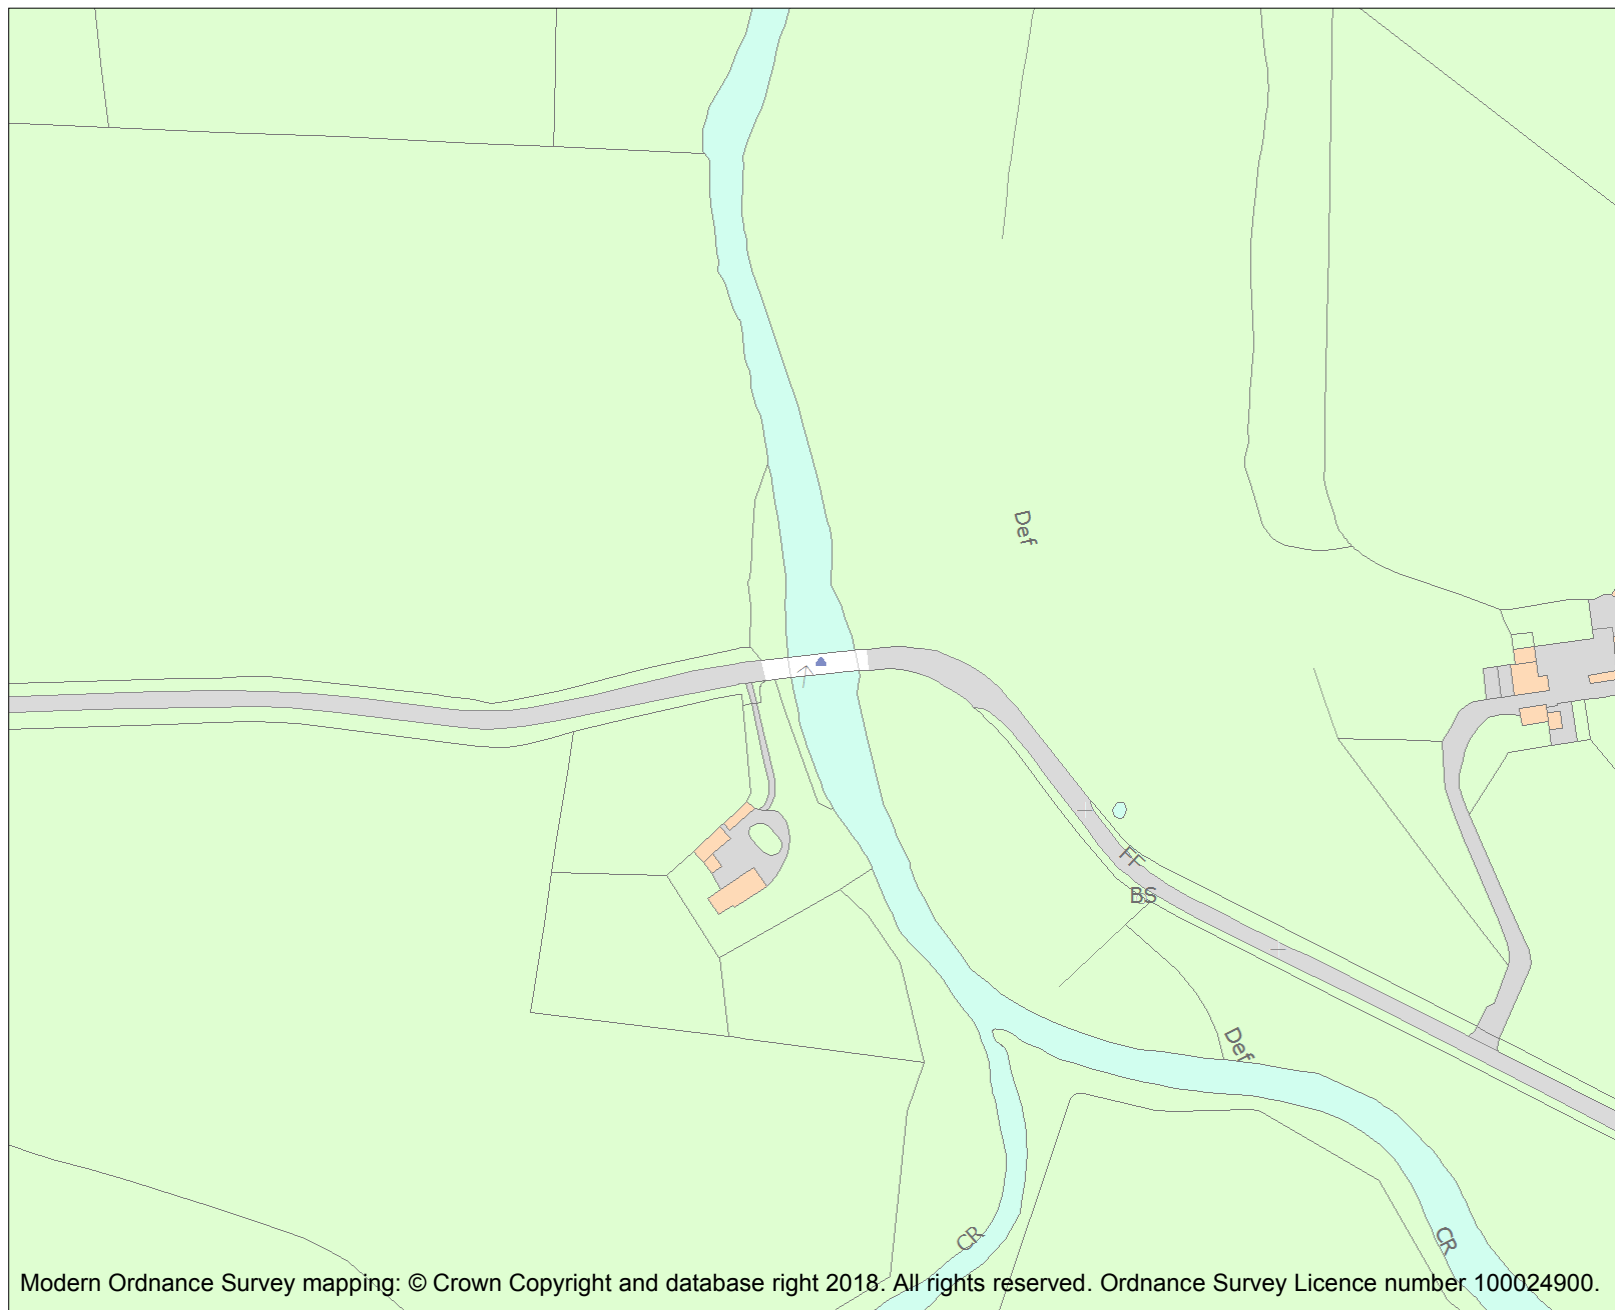 Def
FF
BS
Def
CR
CR
Modern Ordnance Survey mapping: © Crown Copyright and database right 2018. All rights reserved. Ordnance Survey Licence number 100024900.